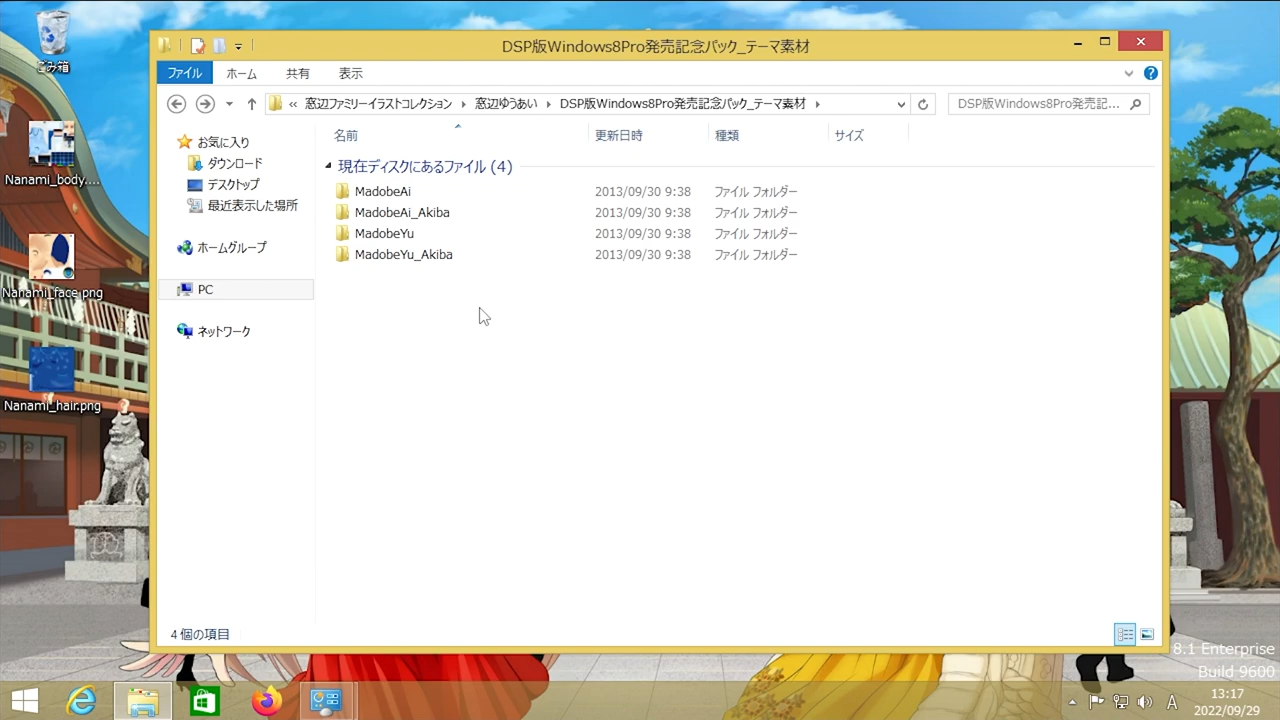 ごみ箱
Nanami_body....
Nanami_face.png
Nanami_hair.png
DSP版Windows8Pro発売記念パック_テーマ素材
ファイル ホーム 共有 表示
« 窓辺ファミリーイラストコレクション 窓辺ゆうあい DSP版Windows8Pro発売記念パック_テーマ素材
DSP版Windows8Pro発売記...
お気に入り
ダウンロード
デスクトップ
最近表示した場所
ホームグループ
PC
ネットワーク
名前 更新日時 種類 サイズ
現在ディスクにあるファイル (4)
MadobeAi 2013/09/30 9:38 ファイル フォルダー
MadobeAi_Akiba 2013/09/30 9:38 ファイル フォルダー
MadobeYu 2013/09/30 9:38 ファイル フォルダー
MadobeYu_Akiba 2013/09/30 9:38 ファイル フォルダー
4 個の項目
8.1 Enterprise
Build 9600
A
13:17
2022/09/29